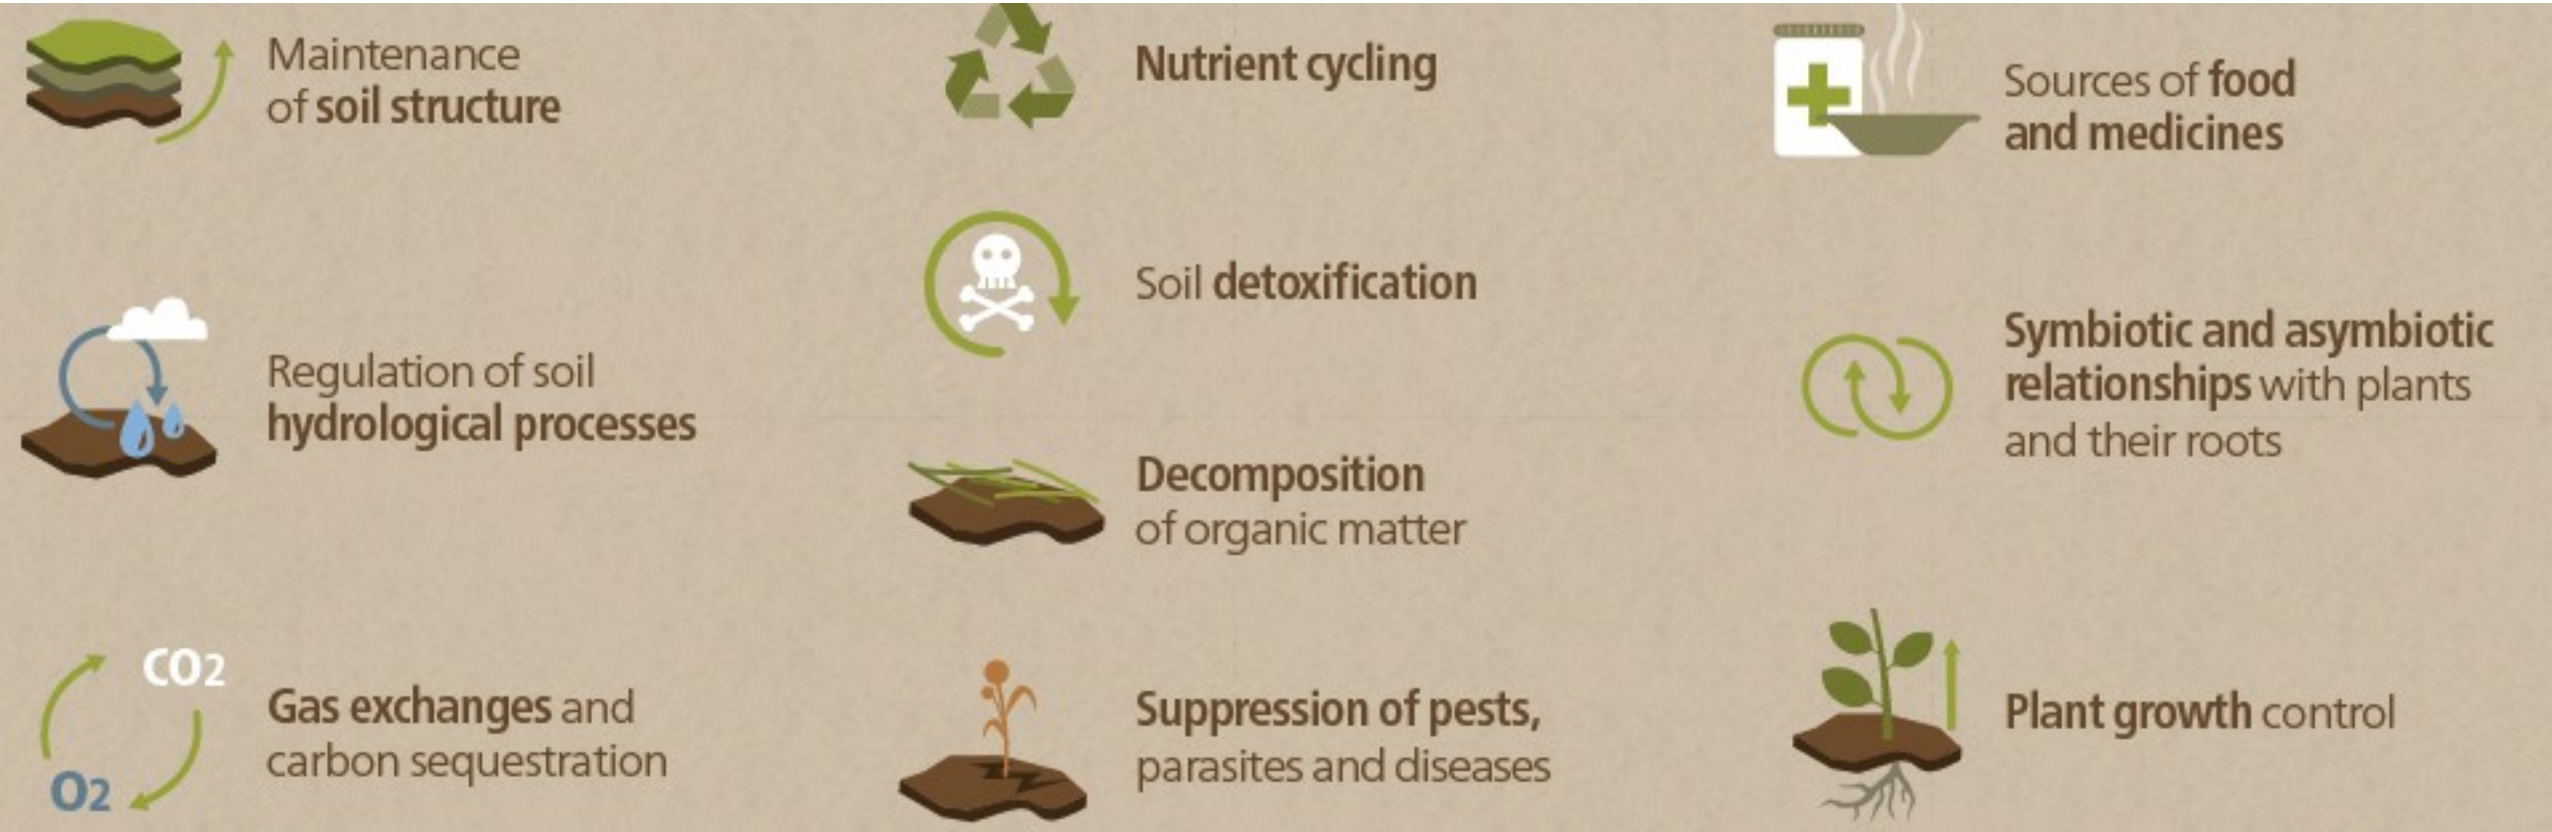 Maintenance
of soil structure
Regulation of soil
hydrological processes
CO2
O2
Gas exchanges and
carbon sequestration
Nutrient cycling
Soil detoxification
Decomposition
of organic matter
Suppression of pests,
parasites and diseases
Sources of food
and medicines
Symbiotic and asymbiotic
relationships with plants
and their roots
Plant growth control